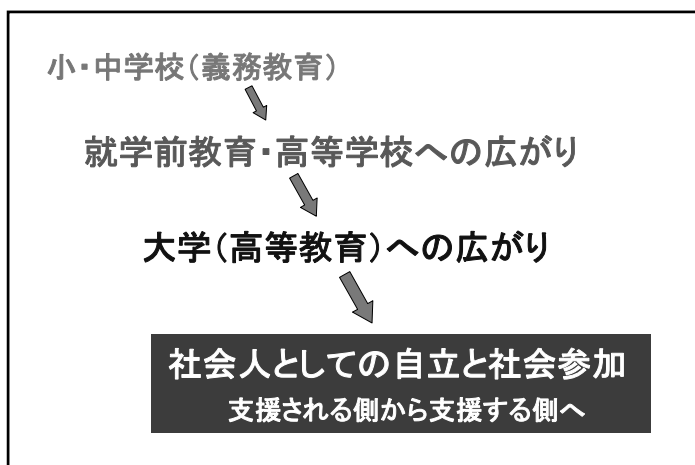 小・中学校（義務教育）
就学前教育・高等学校への広がり
大学（高等教育）への広がり
社会人としての自立と社会参加
支援される側から支援する側へ